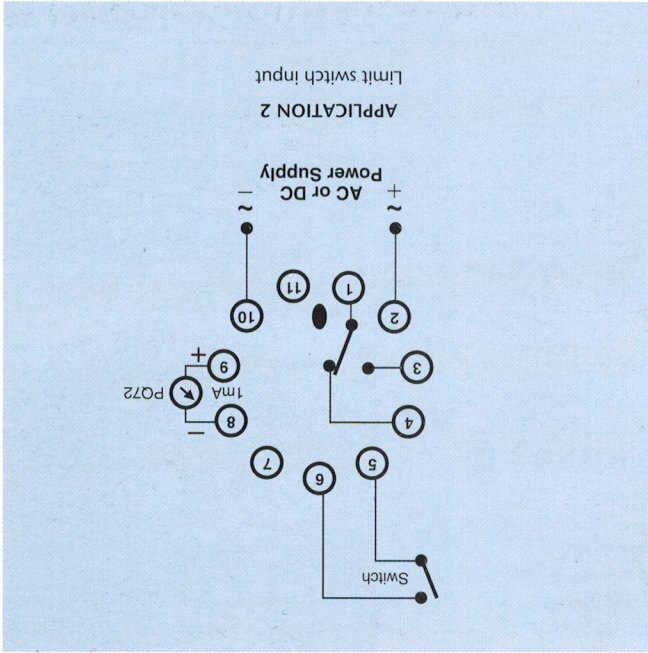 Switch
6
5
7
4
8 −
1mA PQ72
3
9 +
2
10
1
11
~ ~
+ AC or DC −
Power Supply
APPLICATION 2
Limit switch input